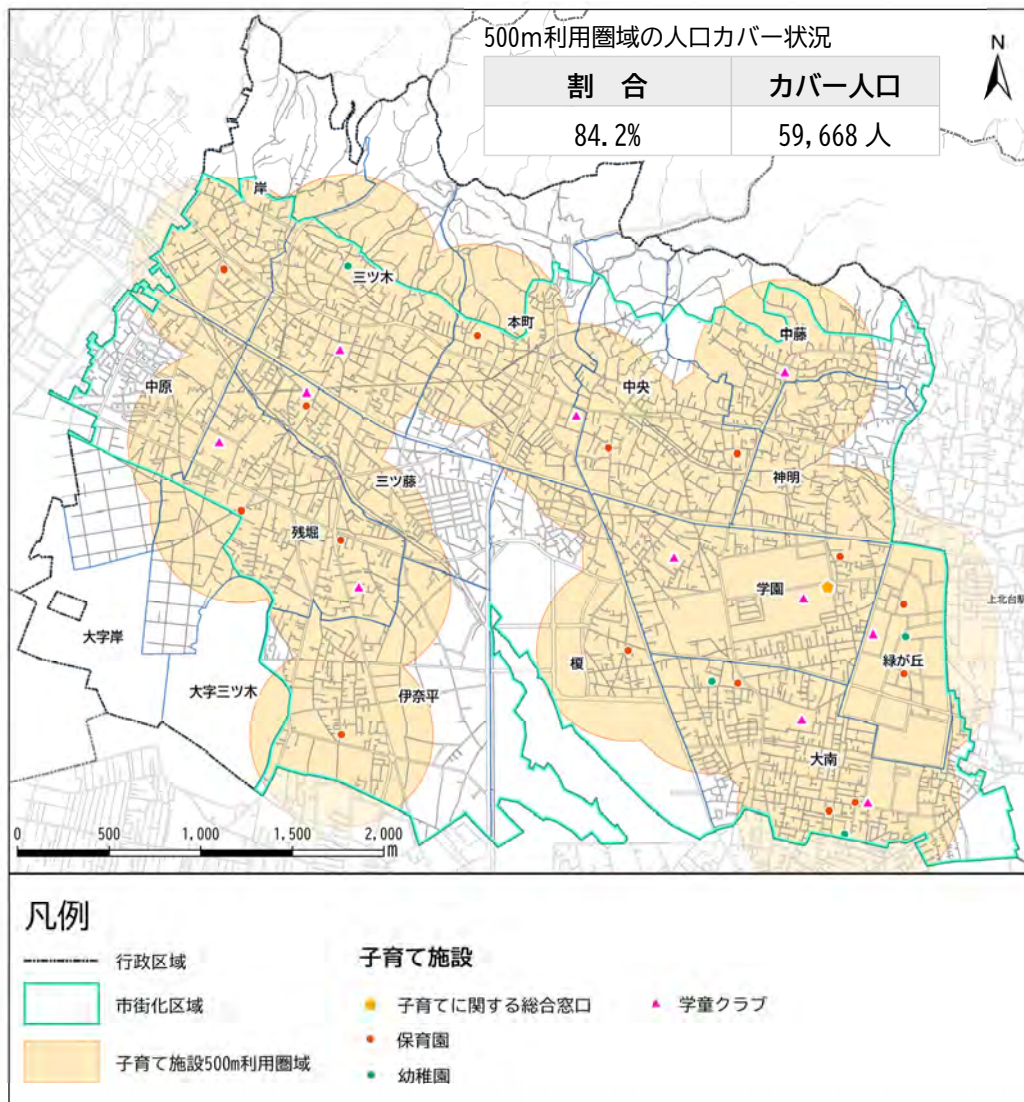 500m利用圏域の人口カバー状況
割 合 カバー人口
84.2% 59,668 人
N
岸
三ツ木
本町
中藤
中原
中央
三ツ藤
神明
残堀
学園
上北台駅
大字岸
榎
緑が丘
大字三ツ木
伊奈平
大南
0 500 1,000 1,500 2,000
m
凡例
行政区域
市街化区域
子育て施設500m利用圏域
子育て施設
子育てに関する総合窓口
保育園
幼稚園
学童クラブ